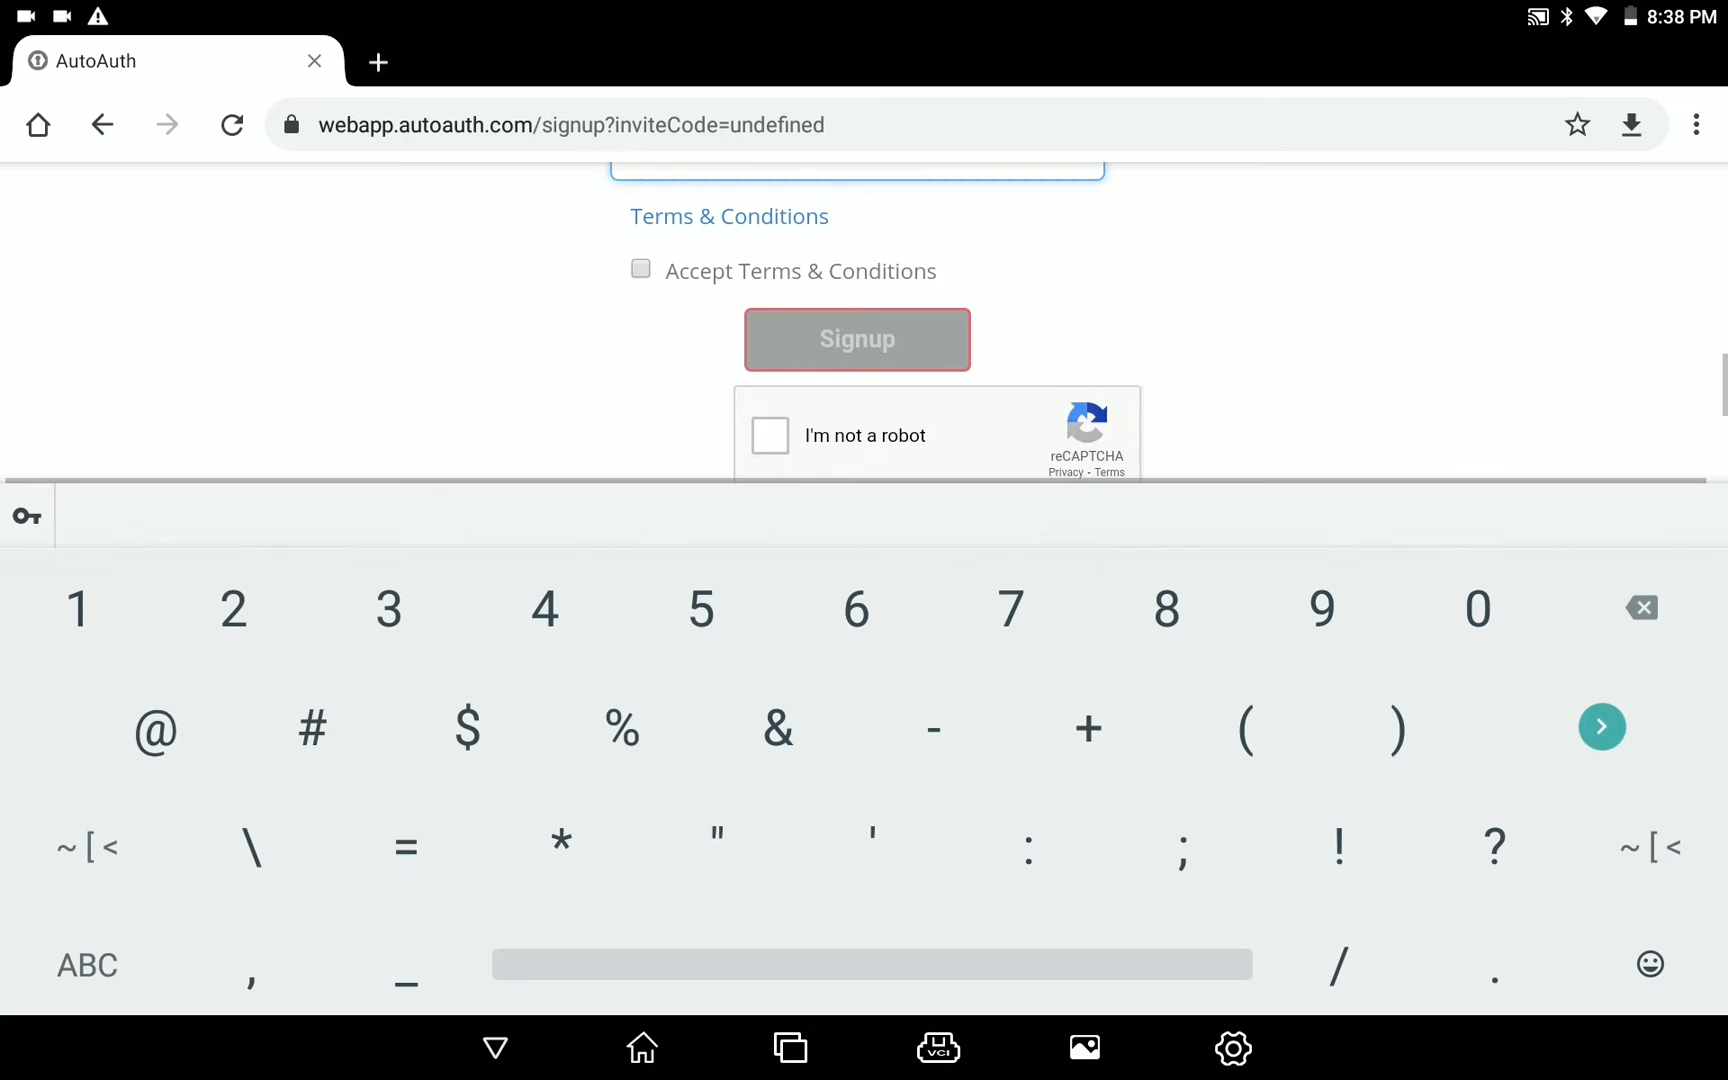 8:38 PM
AutoAuth
webapp.autoauth.com/signup?inviteCode=undefined
Terms & Conditions
Accept Terms & Conditions
Signup
I'm not a robot
reCAPTCHA
Privacy - Terms
1 2 3 4 5 6 7 8 9 0
@ # $ % & - + ( )
~ [ < \ = * " ' : ; ! ? ~ [ <
ABC , _ / .
VCI